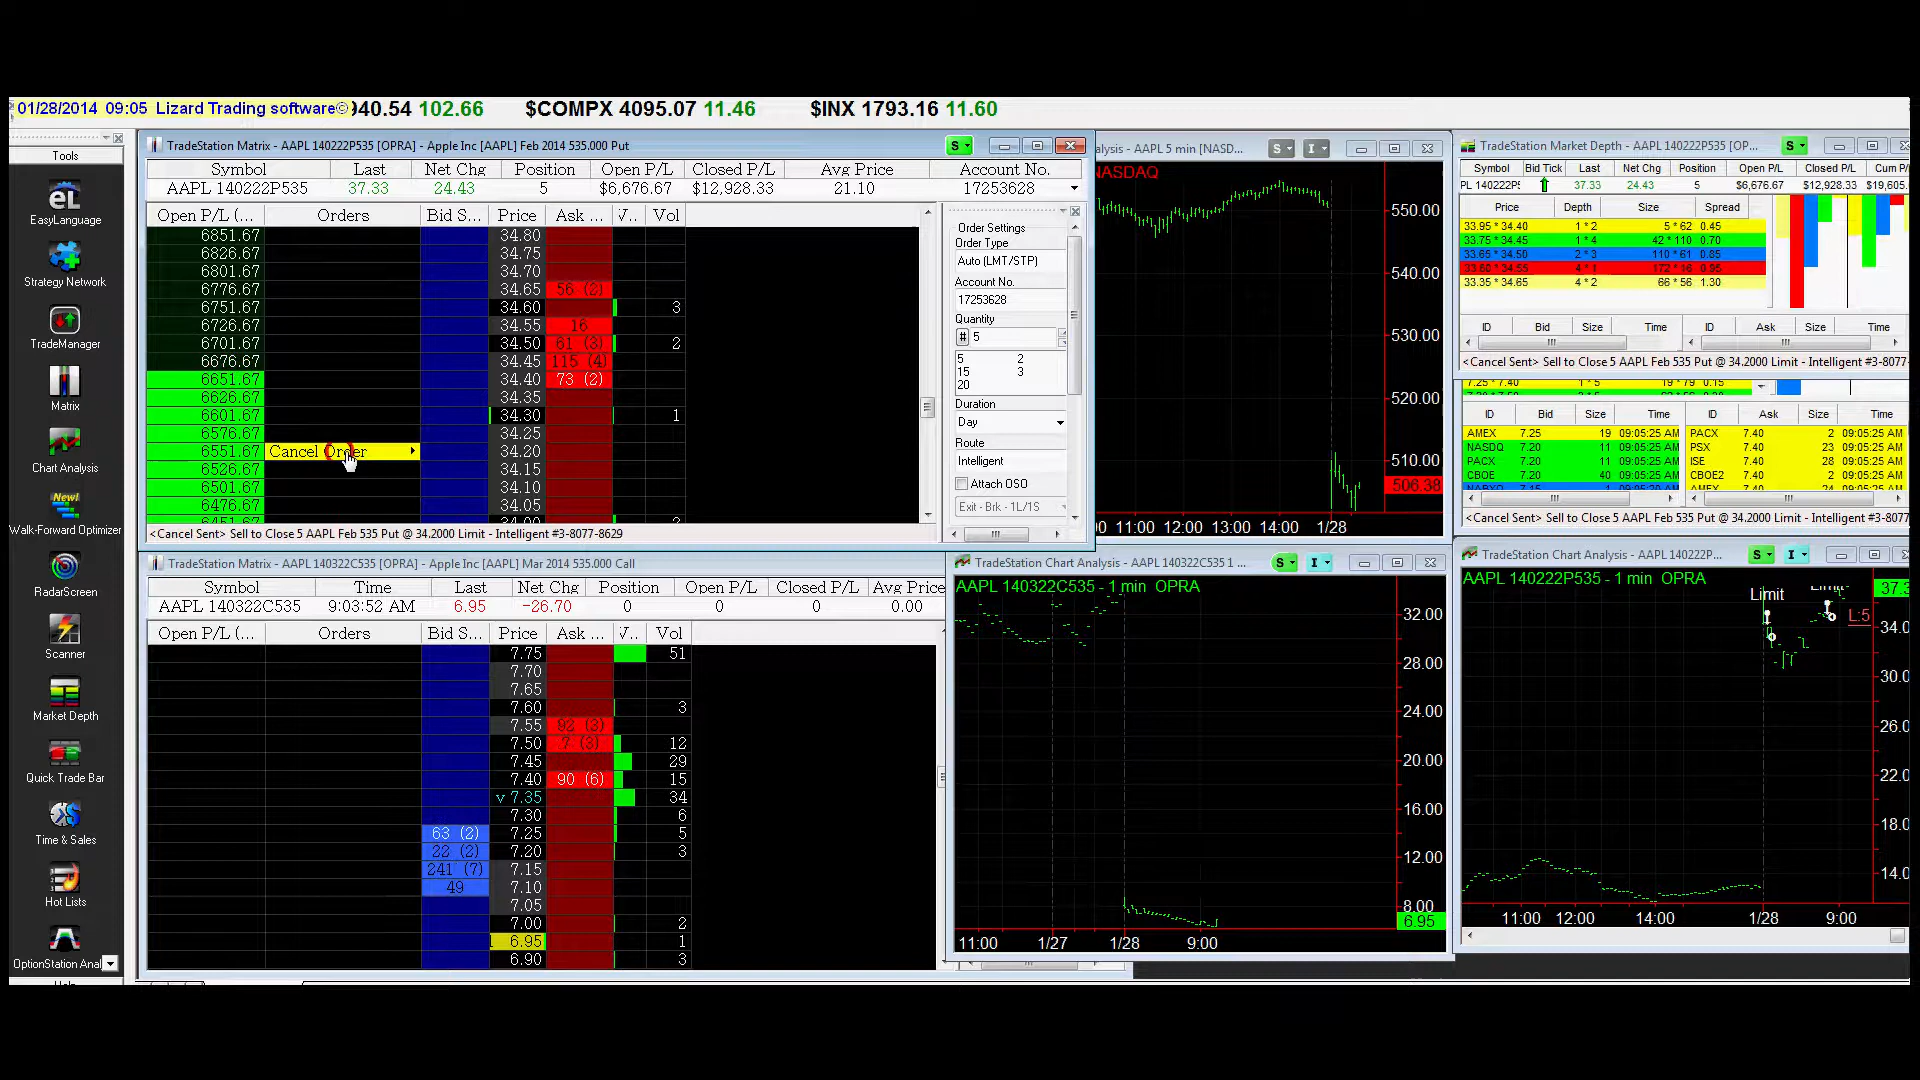 01/28/2014 09:05 Lizard Trading software© 940.54 102.66 $COMPX 4095.07 11.46 $INX 1793.16 11.60
Tools
EasyLanguage
Strategy Network
TradeManager
Matrix
Chart Analysis
New!
Walk-Forward Optimizer
RadarScreen
Scanner
Market Depth
Quick Trade Bar
Time & Sales
Hot Lists
OptionStation Anal
TradeStation Matrix - AAPL 140222P535 [OPRA] - Apple Inc [AAPL] Feb 2014 535.000 Put
Symbol Last Net Chg Position Open P/L Closed P/L Avg Price Account No.
AAPL 140222P535 37.33 24.43 5 $6,676.67 $12,928.33 21.10 17253628
Open P/L (... Orders Bid S... Price Ask ... V.. Vol
6851.67 34.80
6826.67 34.75
6801.67 34.70
6776.67 34.65 56 (2)
6751.67 34.60 3
6726.67 34.55 16
6701.67 34.50 61 (3) 2
6676.67 34.45 115 (4)
6651.67 34.40 73 (2)
6626.67 34.35
6601.67 34.30 1
6576.67 34.25
6551.67 Cancel Order 34.20
6526.67 34.15
6501.67 34.10
6476.67 34.05
<Cancel Sent> Sell to Close 5 AAPL Feb 535 Put @ 34.2000 Limit - Intelligent #3-8077-8629
Order Settings
Order Type
Auto (LMT/STP)
Account No.
17253628
Quantity
# 5
5 2
15 3
20
Duration
Day
Route
Intelligent
Attach OSO
Exit - Brk - 1L/1S
alysis - AAPL 5 min [NASD...
NASDAQ
550.00
540.00
530.00
520.00
510.00
506.38
11:00 12:00 13:00 14:00 1/28
TradeStation Market Depth - AAPL 140222P535 [OP...
Symbol Bid Tick Last Net Chg Position Open P/L Closed P/L Cum P/
37.33 24.43 5 $6,676.67 $12,928.33 $19,605.
Price Depth Size Spread
33.95 * 34.40 1 * 2 5 * 62 0.45
33.75 * 34.45 1 * 4 42 * 110 0.70
33.65 * 34.50 2 * 3 110 * 61 0.85
33.60 * 34.55 4 * 1 172 * 16 0.95
33.35 * 34.65 4 * 2 66 * 56 1.30
ID Bid Size Time ID Ask Size Time
<Cancel Sent> Sell to Close 5 AAPL Feb 535 Put @ 34.2000 Limit - Intelligent #3-8077
7.25 * 7.40 1 * 5 19 * 79 0.15
ID Bid Size Time ID Ask Size Time
AMEX 7.25 19 09:05:25 AM PACX 7.40 2 09:05:25 AM
NASDQ 7.20 11 09:05:25 AM PSX 7.40 23 09:05:25 AM
PACX 7.20 11 09:05:25 AM ISE 7.40 28 09:05:25 AM
CBOE 7.20 40 09:05:25 AM CBOE2 7.40 2 09:05:25 AM
<Cancel Sent> Sell to Close 5 AAPL Feb 535 Put @ 34.2000 Limit - Intelligent #3-8077
TradeStation Matrix - AAPL 140322C535 [OPRA] - Apple Inc [AAPL] Mar 2014 535.000 Call
Symbol Time Last Net Chg Position Open P/L Closed P/L Avg Price
AAPL 140322C535 9:03:52 AM 6.95 -26.70 0 0 0 0.00
Open P/L (... Orders Bid S... Price Ask ... V.. Vol
7.75 51
7.70
7.65
7.60 3
7.55 92 (3)
7.50 7 (3) 12
7.45 29
7.40 90 (6) 15
v 7.35 34
7.30 6
63 (2) 7.25 5
22 (2) 7.20 3
241 (7) 7.15
49 7.10
7.05
7.00 2
6.95 1
6.90 3
TradeStation Chart Analysis - AAPL 140322C535 1 ...
AAPL 140322C535 - 1 min OPRA
32.00
28.00
24.00
20.00
16.00
12.00
8.00
6.95
11:00 1/27 1/28 9:00
TradeStation Chart Analysis - AAPL 140222P...
AAPL 140222P535 - 1 min OPRA
37.3
Limit
L:5
34.0
30.0
26.0
22.0
18.0
14.0
11:00 12:00 14:00 1/28 9:00